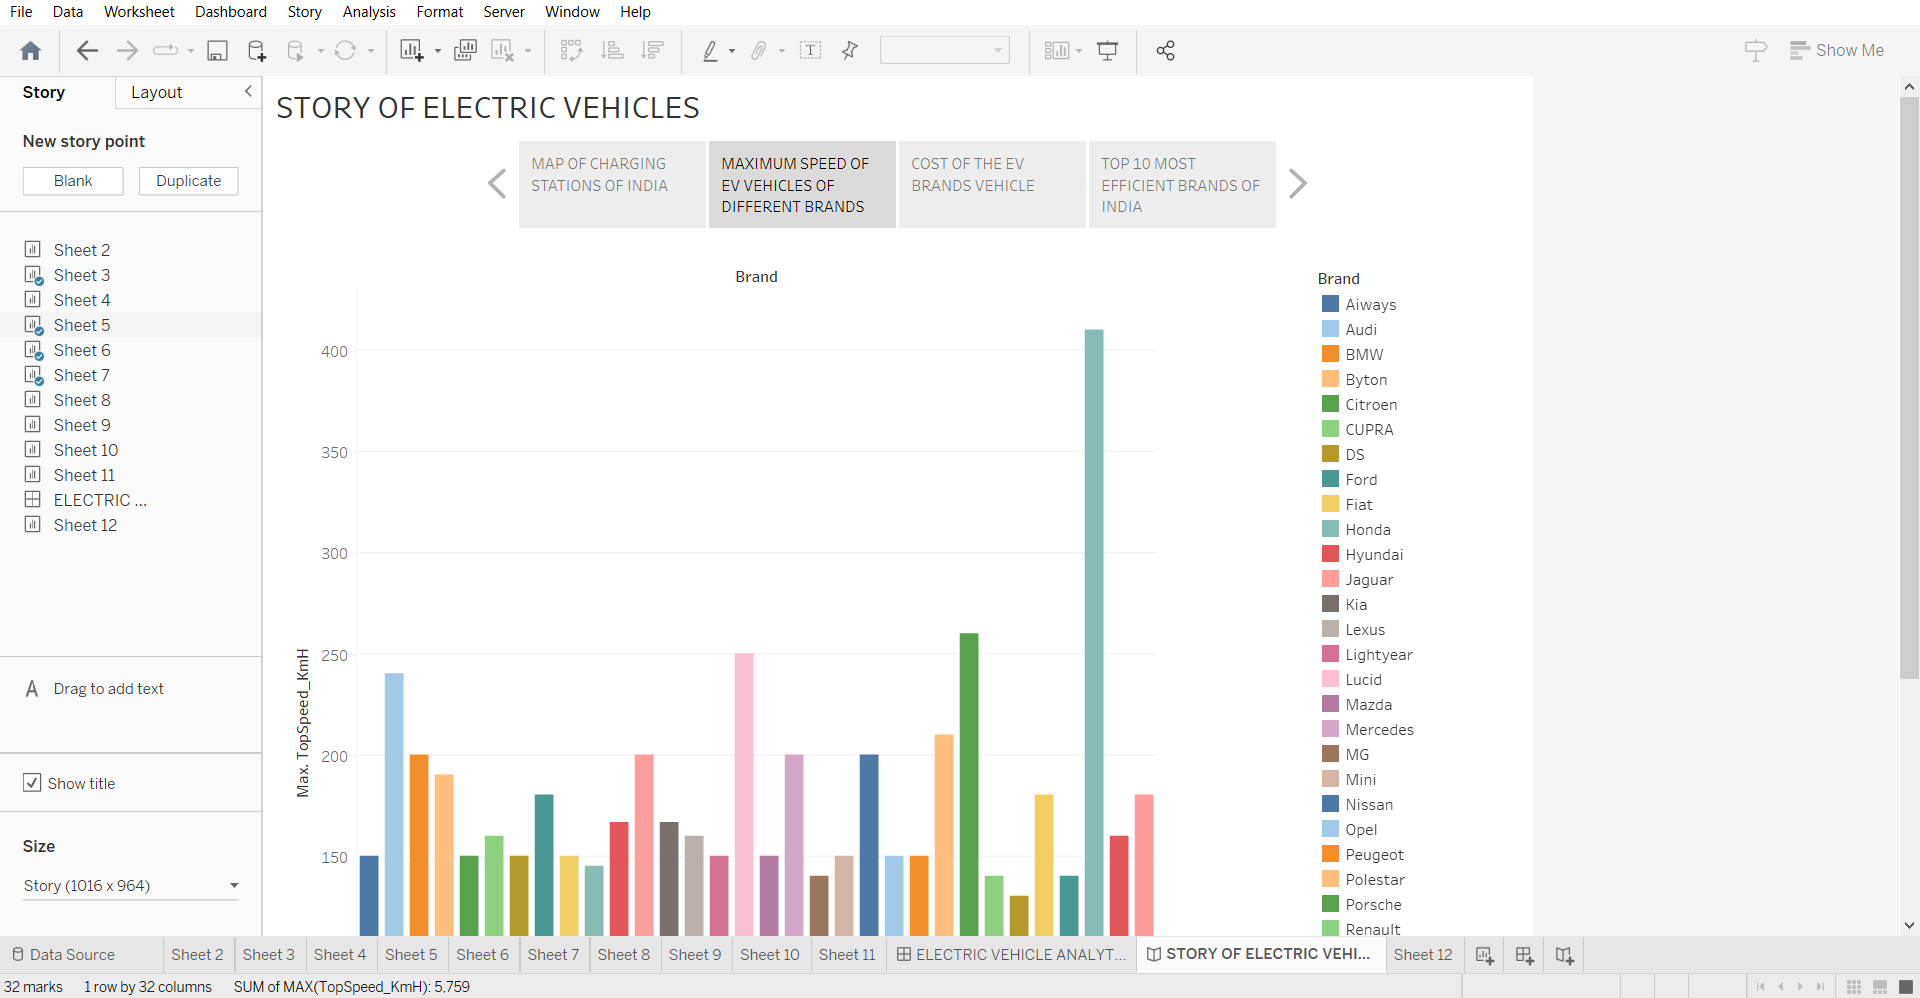 File Data Worksheet Dashboard Story Analysis Format Server Window Help
Show Me
Story Layout
New story point
Blank Duplicate
Sheet 2
Sheet 3
Sheet 4
Sheet 5
Sheet 6
Sheet 7
Sheet 8
Sheet 9
Sheet 10
Sheet 11
ELECTRIC ...
Sheet 12
A Drag to add text
Show title
Size
Story (1016 x 964)
STORY OF ELECTRIC VEHICLES
MAP OF CHARGING
STATIONS OF INDIA
MAXIMUM SPEED OF
EV VEHICLES OF
DIFFERENT BRANDS
COST OF THE EV
BRANDS VEHICLE
TOP 10 MOST
EFFICIENT BRANDS OF
INDIA
Brand
400
350
300
250
200
150
Max. TopSpeed_KmH
Brand
Aiways
Audi
BMW
Byton
Citroen
CUPRA
DS
Ford
Fiat
Honda
Hyundai
Jaguar
Kia
Lexus
Lightyear
Lucid
Mazda
Mercedes
MG
Mini
Nissan
Opel
Peugeot
Polestar
Porsche
Renault
Data Source Sheet 2 Sheet 3 Sheet 4 Sheet 5 Sheet 6 Sheet 7 Sheet 8 Sheet 9 Sheet 10 Sheet 11 ELECTRIC VEHICLE ANALYT... STORY OF ELECTRIC VEHI... Sheet 12
32 marks 1 row by 32 columns SUM of MAX(TopSpeed_KmH): 5,759